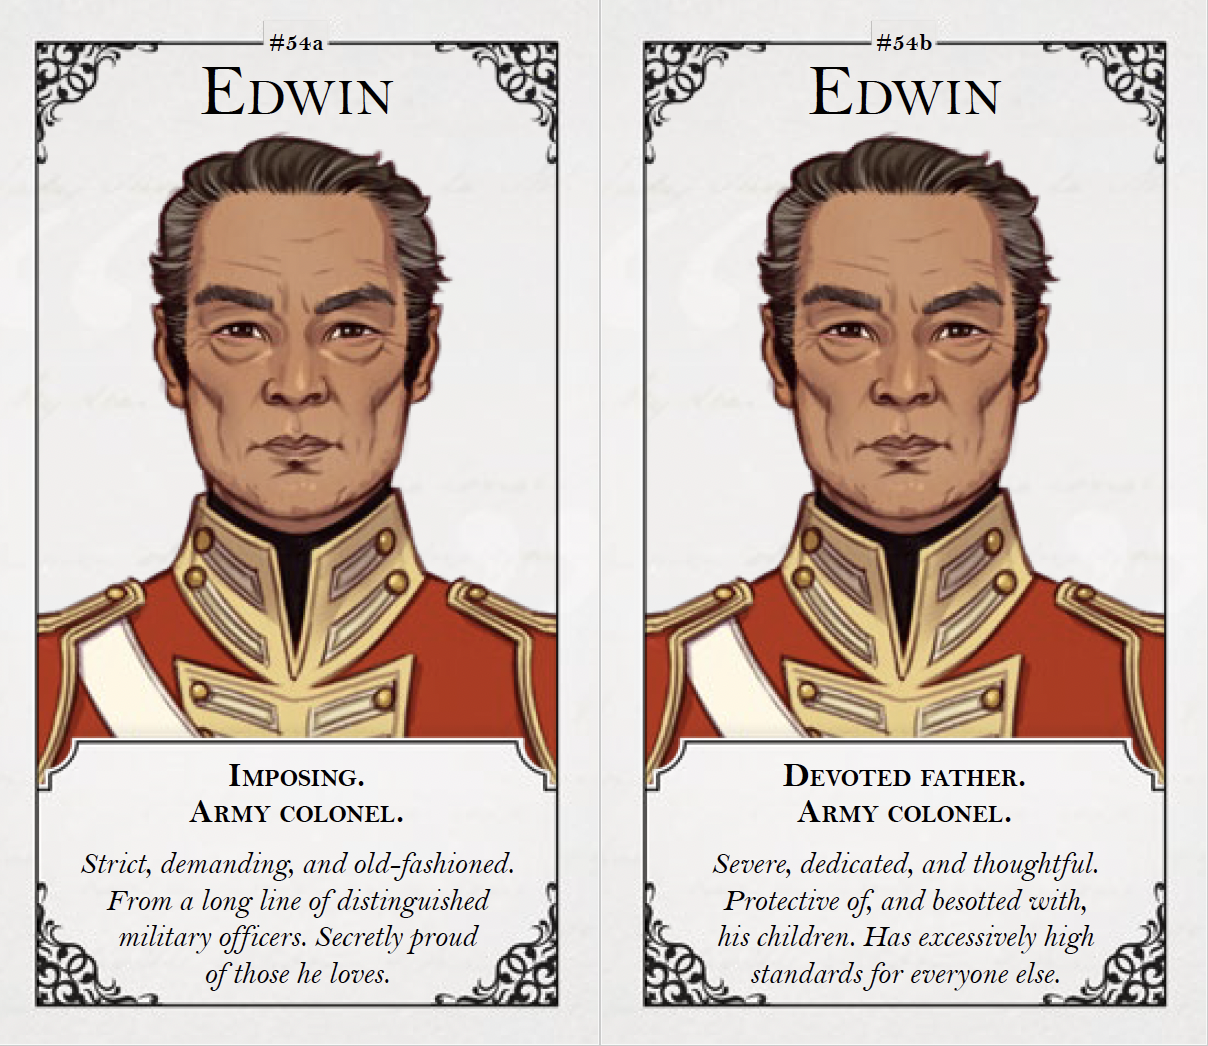 #54a
Edwin
Imposing.
Army colonel.
Strict, demanding, and old-fashioned.
From a long line of distinguished
military officers. Secretly proud
of those he loves.
#54b
Edwin
Devoted father.
Army colonel.
Severe, dedicated, and thoughtful.
Protective of, and besotted with,
his children. Has excessively high
standards for everyone else.